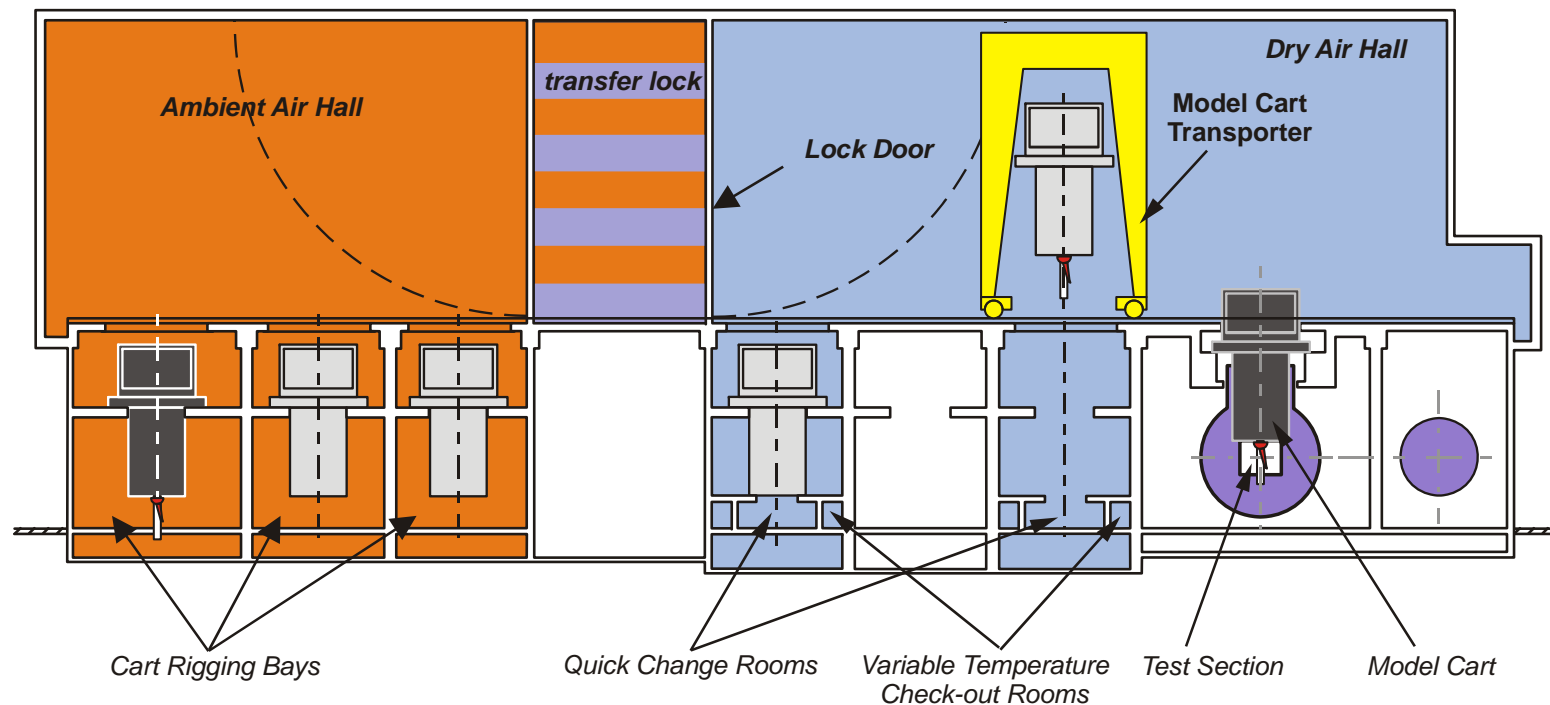 Dry Air Hall
transfer lock
Ambient Air Hall
Model Cart
Transporter
Lock Door
Cart Rigging Bays
Quick Change Rooms
Variable Temperature
Check-out Rooms
Test Section
Model Cart